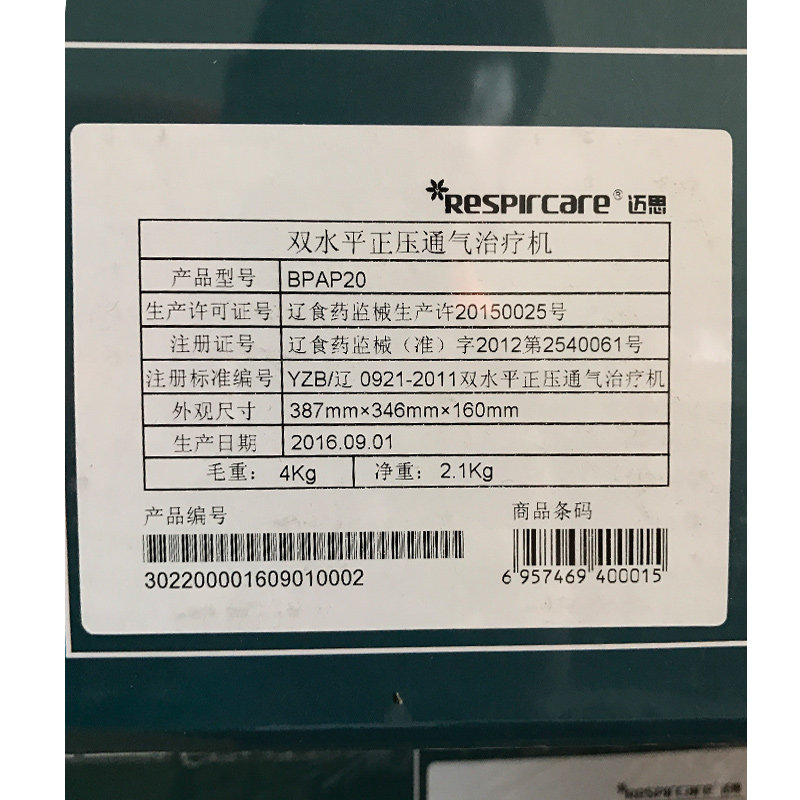 RESPIRCARE® 迈思
双水平正压通气治疗机
产品型号 BPAP20
生产许可证号 辽食药监械生产许20150025号
注册证号 辽食药监械(准)字2012第2540061号
注册标准编号 YZB/辽 0921-2011双水平正压通气治疗机
外观尺寸 387mm×346mm×160mm
生产日期 2016.09.01
毛重: 4Kg 净重: 2.1Kg
产品编号 商品条码
302200001609010002 6 957469 400015
RESPIRCARE